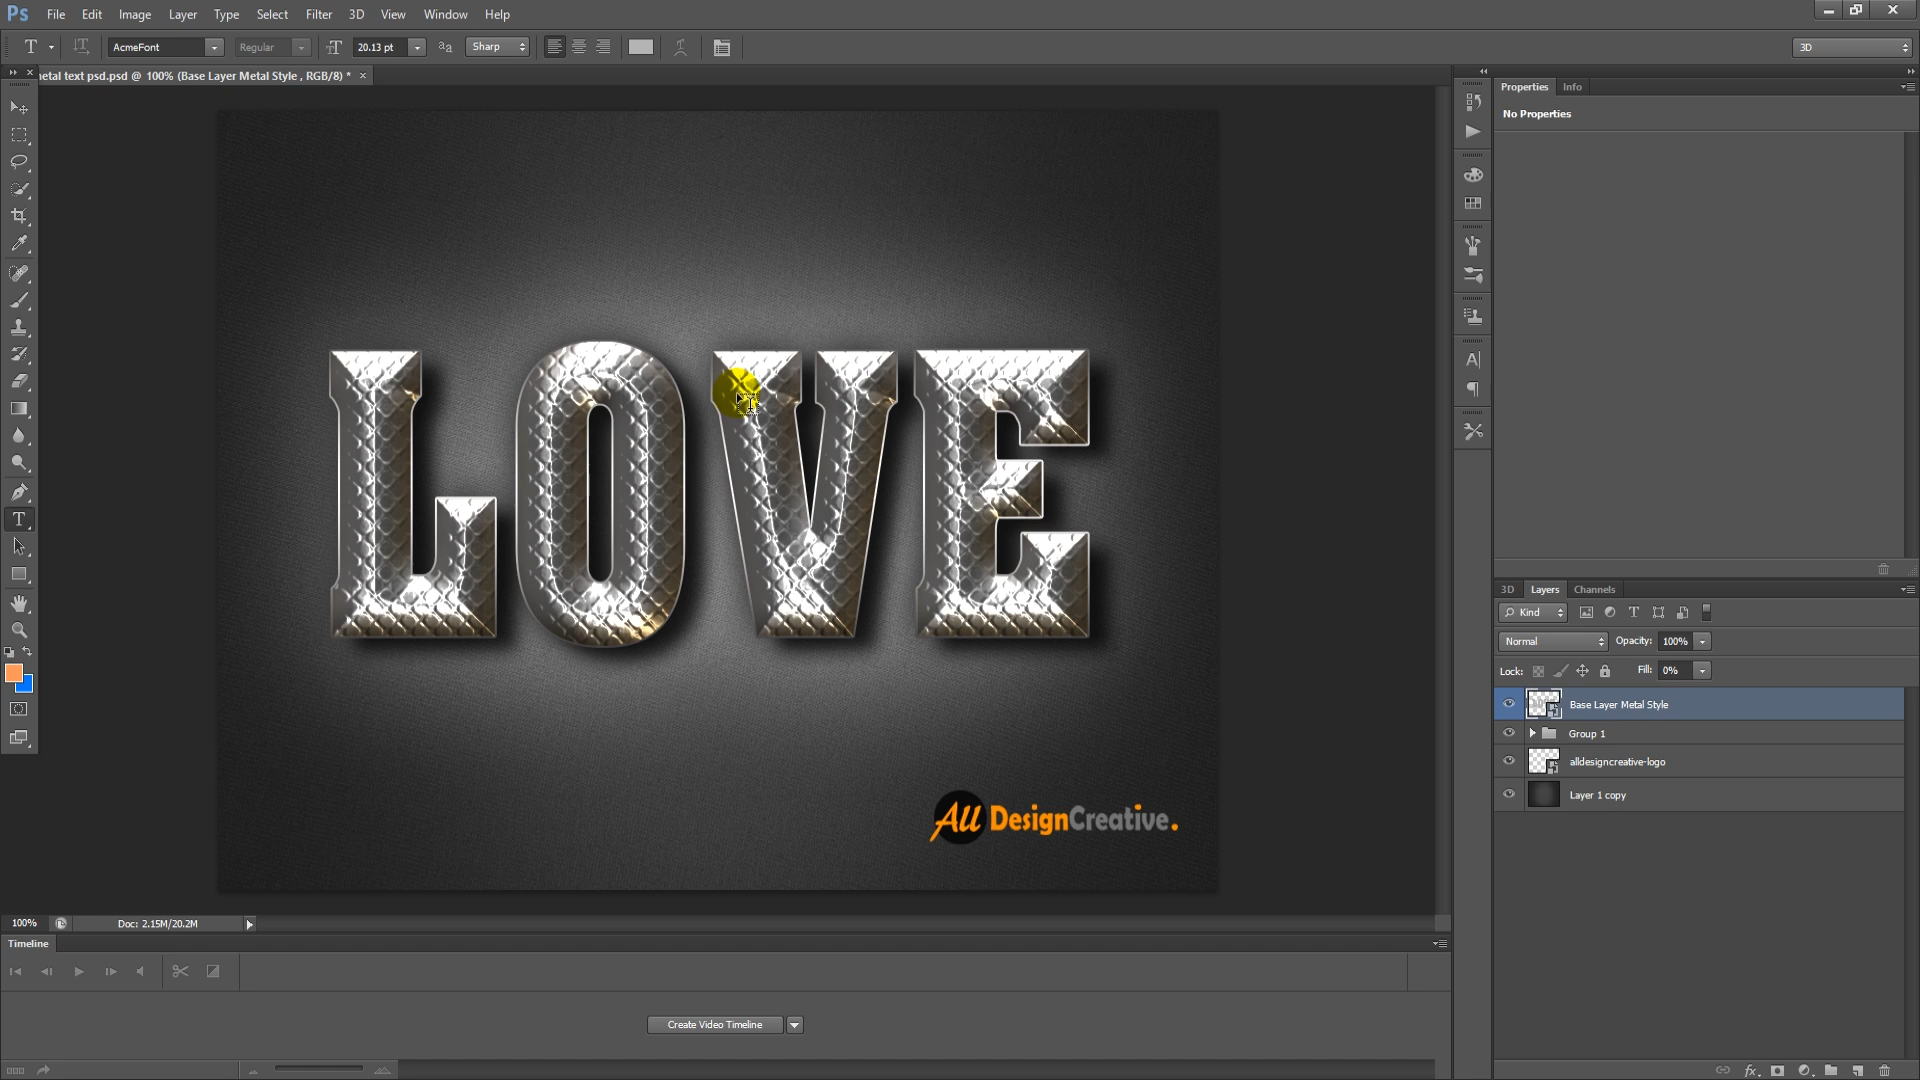 Ps File Edit Image Layer Type Select Filter 3D View Window Help
T AcmeFont Regular 20.13 pt Sharp 3D
etal text psd.psd @ 100% (Base Layer Metal Style , RGB/8) *
Properties Info
No Properties
LOVE
All DesignCreative.
3D Layers Channels
Kind
Normal Opacity: 100%
Lock: Fill: 0%
Base Layer Metal Style
Group 1
alldesigncreative-logo
Layer 1 copy
100% Doc: 2.15M/20.2M
Timeline
Create Video Timeline